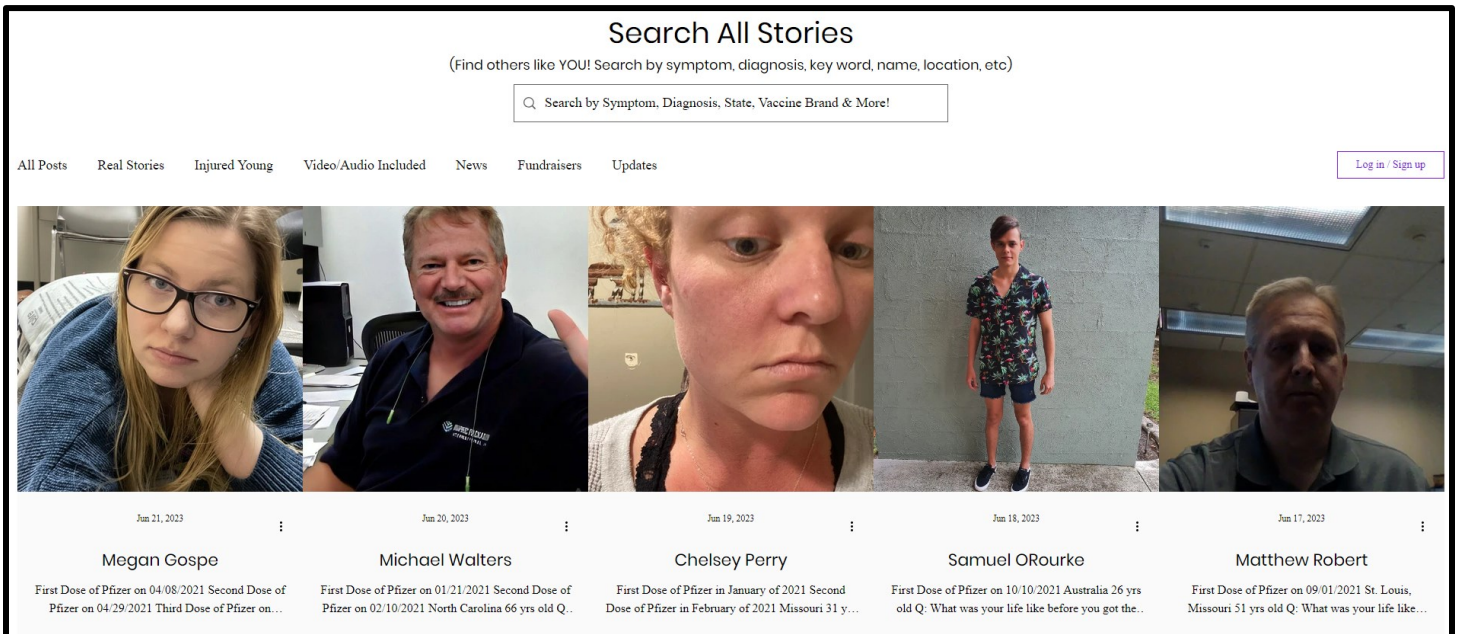 Search All Stories
(Find others like YOU! Search by symptom, diagnosis, key word, name, location, etc)
Search by Symptom, Diagnosis, State, Vaccine Brand & More!
All Posts Real Stories Injured Young Video/Audio Included News Fundraisers Updates Log in / Sign up
Jun 21, 2023
Megan Gospe
First Dose of Pfizer on 04/08/2021 Second Dose of
Pfizer on 04/29/2021 Third Dose of Pfizer on...
Jun 20, 2023
Michael Walters
First Dose of Pfizer on 01/21/2021 Second Dose of
Pfizer on 02/10/2021 North Carolina 66 yrs old Q..
Jun 19, 2023
Chelsey Perry
First Dose of Pfizer in January of 2021 Second
Dose of Pfizer in February of 2021 Missouri 31 y...
Jun 18, 2023
Samuel ORourke
First Dose of Pfizer on 10/10/2021 Australia 26 yrs
old Q: What was your life like before you got the..
Jun 17, 2023
Matthew Robert
First Dose of Pfizer on 09/01/2021 St. Louis,
Missouri 51 yrs old Q: What was your life like...